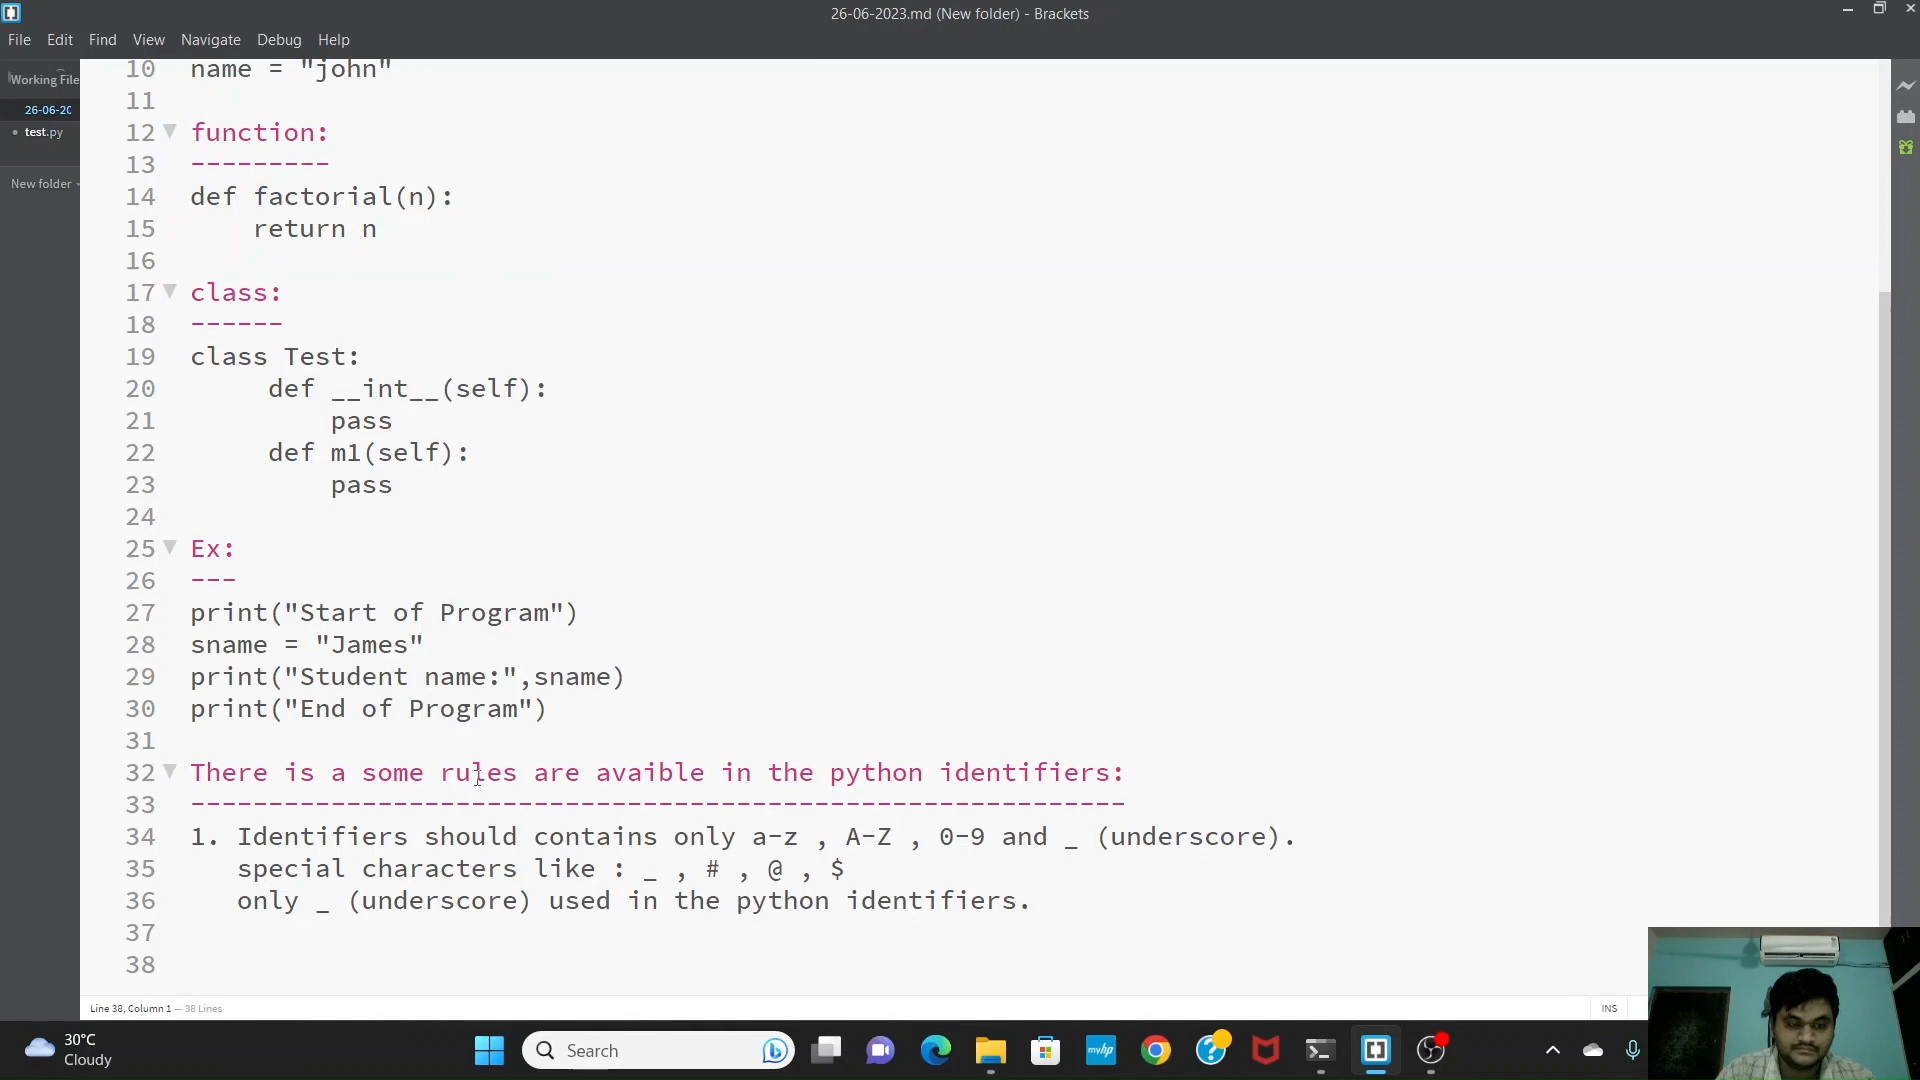 26-06-2023.md (New folder) - Brackets
File Edit Find View Navigate Debug Help
Working File
26-06-20
test.py
New folder
10 name = "john"
11
12 function:
13 ---------
14 def factorial(n):
15 return n
16
17 class:
18 ------
19 class Test:
20 def __int__(self):
21 pass
22 def m1(self):
23 pass
24
25 Ex:
26 ---
27 print("Start of Program")
28 sname = "James"
29 print("Student name:",sname)
30 print("End of Program")
31
32 There is a some rules are avaible in the python identifiers:
33 ------------------------------------------------------------
34 1. Identifiers should contains only a-z , A-Z , 0-9 and _ (underscore).
35 special characters like : _ , # , @ , $
36 only _ (underscore) used in the python identifiers.
37
38
Line 38, Column 1 — 38 Lines
INS
30°C
Cloudy
Search
myhp